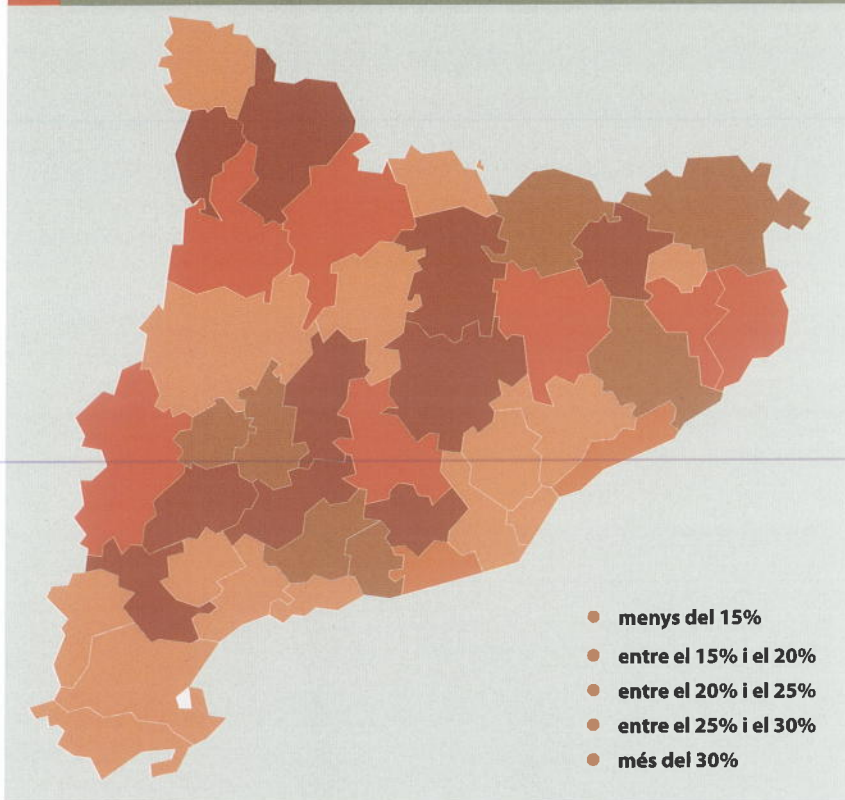 menys del 15%
entre el 15% i el 20%
entre el 20% i el 25%
entre el 25% i el 30%
més del 30%